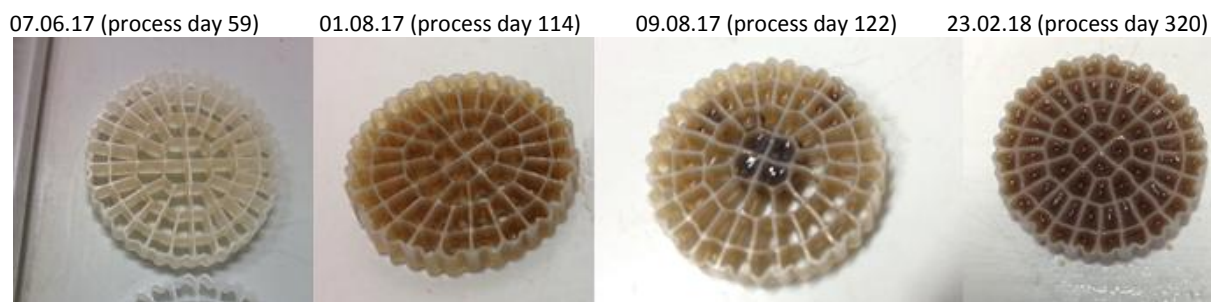 07.06.17 (process day 59) 01.08.17 (process day 114) 09.08.17 (process day 122) 23.02.18 (process day 320)